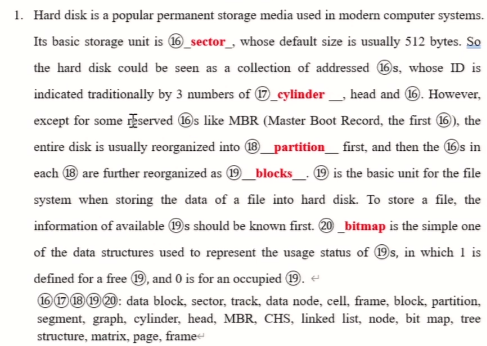 1. Hard disk is a popular permanent storage media used in modern computer systems.
Its basic storage unit is ⑯_sector_, whose default size is usually 512 bytes. So
the hard disk could be seen as a collection of addressed ⑯s, whose ID is
indicated traditionally by 3 numbers of ⑰_cylinder __, head and ⑯. However,
except for some reserved ⑯s like MBR (Master Boot Record, the first ⑯), the
entire disk is usually reorganized into ⑱__partition__ first, and then the ⑯s in
each ⑱ are further reorganized as ⑲__blocks__. ⑲ is the basic unit for the file
system when storing the data of a file into hard disk. To store a file, the
information of available ⑲s should be known first. ⑳ _bitmap is the simple one
of the data structures used to represent the usage status of ⑲s, in which 1 is
defined for a free ⑲, and 0 is for an occupied ⑲. ↵
⑯⑰⑱⑲⑳: data block, sector, track, data node, cell, frame, block, partition,
segment, graph, cylinder, head, MBR, CHS, linked list, node, bit map, tree
structure, matrix, page, frame↵